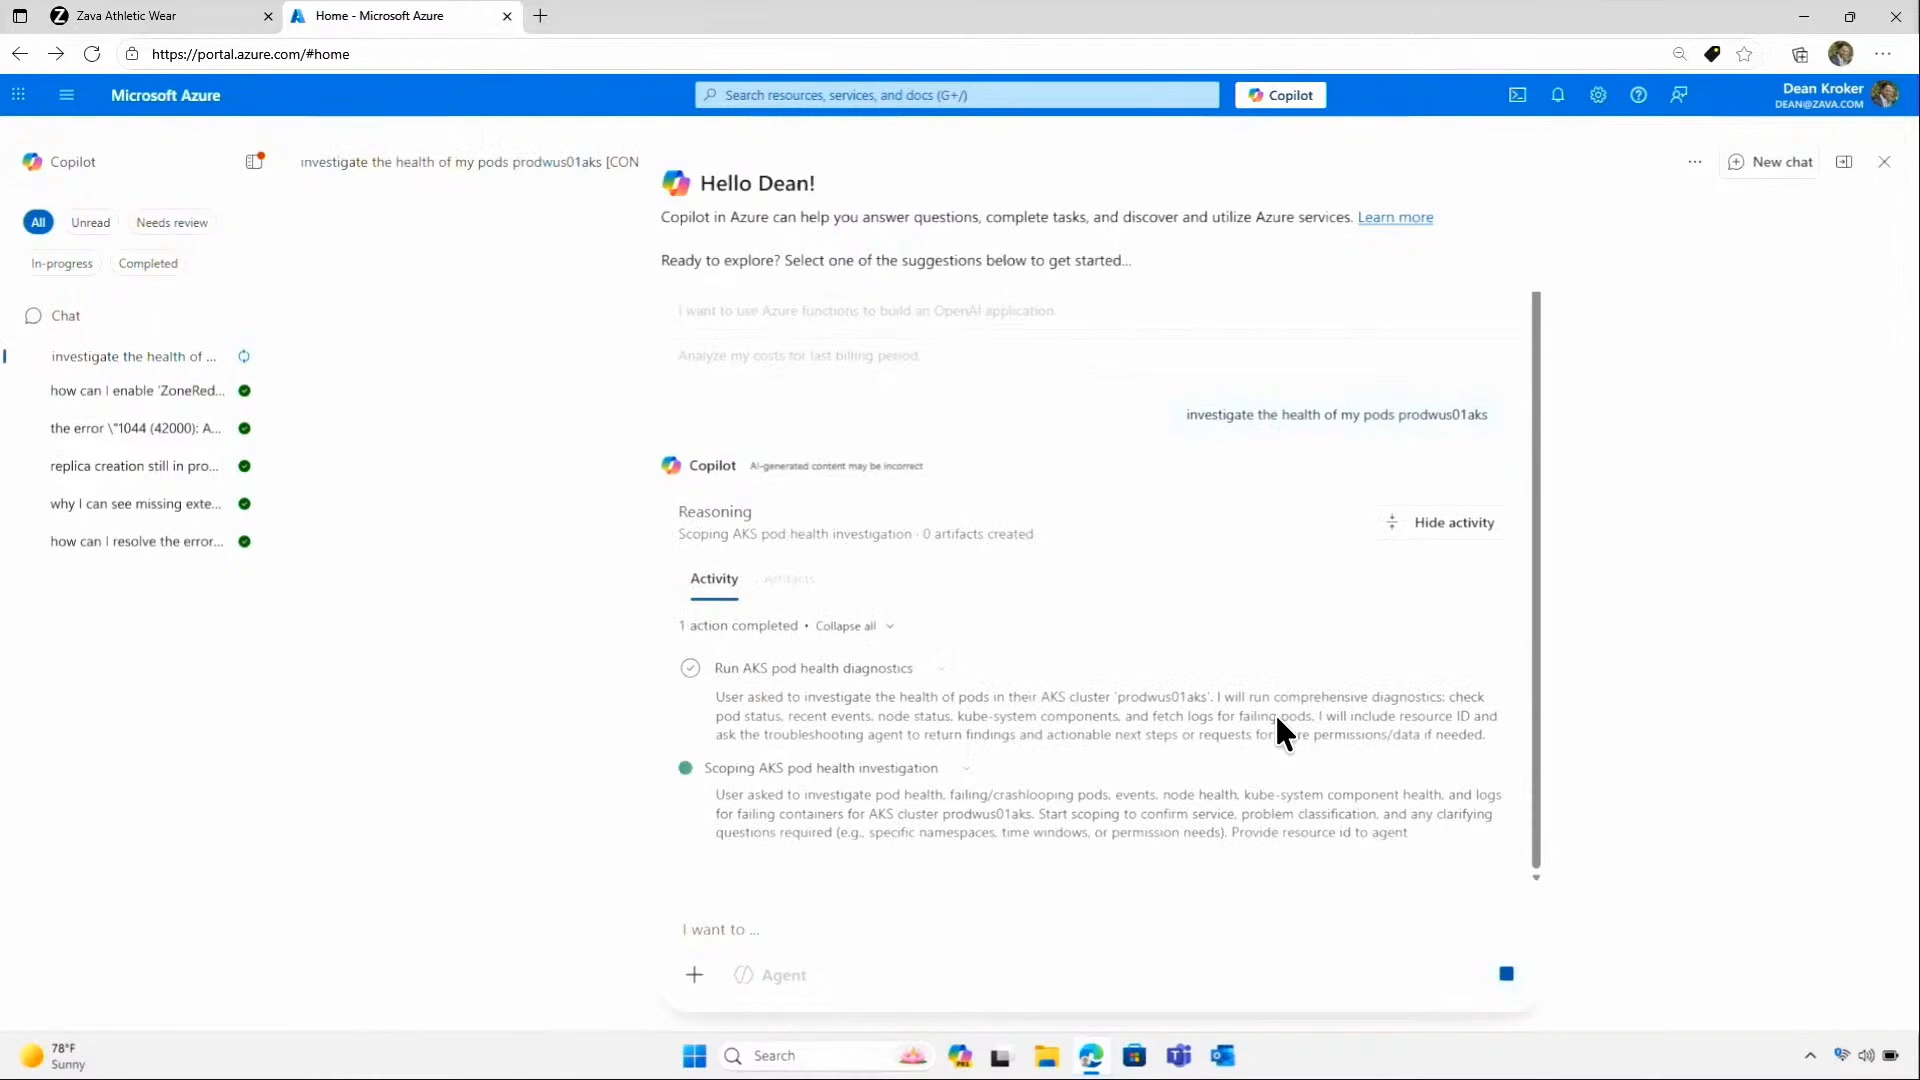 Zava Athletic Wear
Home - Microsoft Azure
https://portal.azure.com/#home
Microsoft Azure
Search resources, services, and docs (G+/)
Copilot
Dean Kroker
DEAN@ZAVA.COM
Copilot
investigate the health of my pods prodwus01aks [CON
New chat
Hello Dean!
Copilot in Azure can help you answer questions, complete tasks, and discover and utilize Azure services. Learn more
Ready to explore? Select one of the suggestions below to get started...
All
Unread
Needs review
In-progress
Completed
Chat
investigate the health of ...
how can I enable 'ZoneRed...
the error \"1044 (42000): A...
replica creation still in pro...
why I can see missing exte...
how can I resolve the error...
I want to use Azure functions to build an OpenAI application.
Analyze my costs for last billing period.
investigate the health of my pods prodwus01aks
Copilot AI-generated content may be incorrect
Reasoning
Scoping AKS pod health investigation · 0 artifacts created
Hide activity
Activity
Artifacts
1 action completed • Collapse all
Run AKS pod health diagnostics
User asked to investigate the health of pods in their AKS cluster 'prodwus01aks'. I will run comprehensive diagnostics: check
pod status, recent events, node status, kube-system components, and fetch logs for failing pods. I will include resource ID and
ask the troubleshooting agent to return findings and actionable next steps or requests for permissions/data if needed.
Scoping AKS pod health investigation
User asked to investigate pod health, failing/crashlooping pods, events, node health, kube-system component health, and logs
for failing containers for AKS cluster prodwus01aks. Start scoping to confirm service, problem classification, and any clarifying
questions required (e.g., specific namespaces, time windows, or permission needs). Provide resource id to agent
I want to ...
Agent
78°F
Sunny
Search